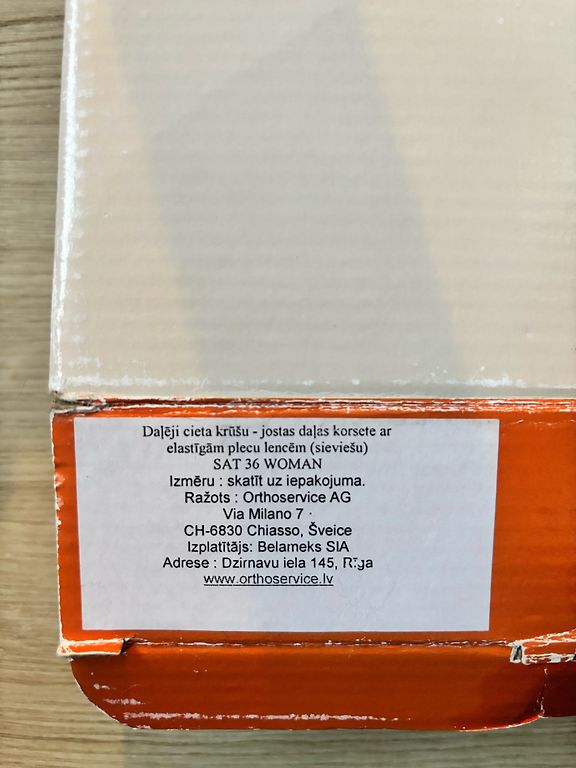 Daļēji cieta krūšu - jostas daļas korsete ar
elastīgām plecu lencēm (sieviešu)
SAT 36 WOMAN
Izmēru : skatīt uz iepakojuma.
Ražots : Orthoservice AG
Via Milano 7 ·
CH-6830 Chiasso, Šveice
Izplatītājs: Belameks SIA
Adrese : Dzirnavu iela 145, Rīga
www.orthoservice.lv